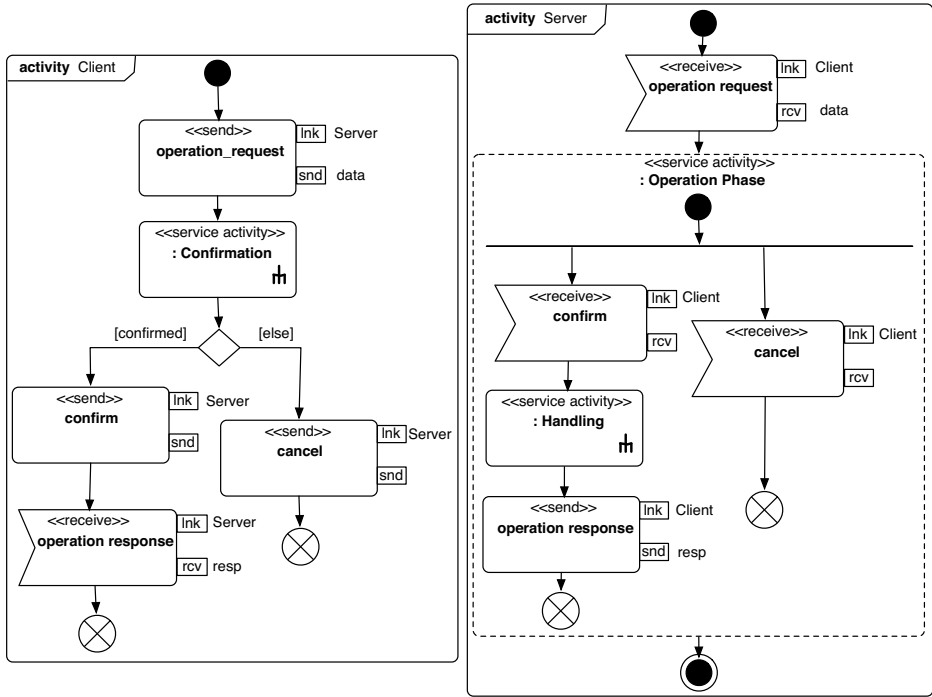 activity Client
<<send>>
operation_request
lnk Server
snd data
<<service activity>>
: Confirmation
[confirmed]
[else]
<<send>>
confirm
lnk Server
snd
<<send>>
cancel
lnk Server
snd
<<receive>>
operation response
lnk Server
rcv resp
activity Server
<<receive>>
operation request
lnk Client
rcv data
<<service activity>>
: Operation Phase
<<receive>>
confirm
lnk Client
rcv
<<receive>>
cancel
lnk Client
rcv
<<service activity>>
: Handling
<<send>>
operation response
lnk Client
snd resp